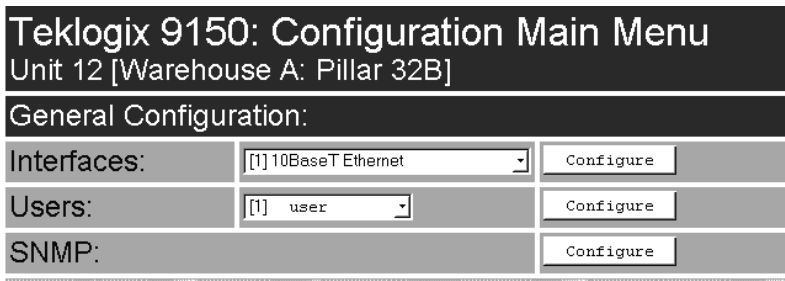 Teklogix 9150: Configuration Main Menu
Unit 12 [Warehouse A: Pillar 32B]
General Configuration:
Interfaces: [1] 10BaseT Ethernet Configure
Users: [1] user Configure
SNMP: Configure